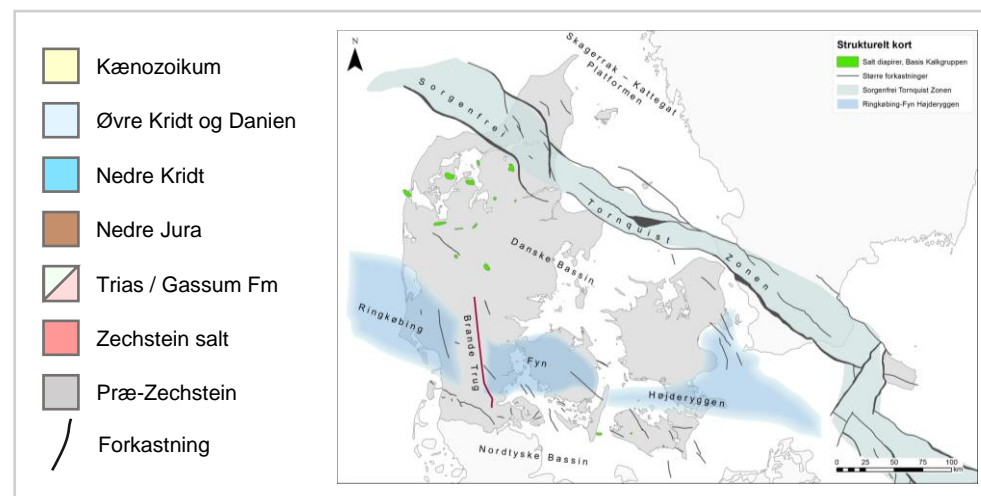 Kænozoikum
Øvre Kridt og Danien
Nedre Kridt
Nedre Jura
Trias / Gassum Fm
Zechstein salt
Præ-Zechstein
Forkastning
N
Skagerrak – Kattegat
Platformen
Sorgenfrei
Tornquist
Zonen
Danske Bassin
Ringkøbing
Brande Trug
Fyn
Højderyggen
Nordtyske Bassin
Strukturelt kort
Salt diapirer, Basis Kalkgruppen
Større forkastninger
Sorgenfrei Tornquist Zonen
Ringkøbing-Fyn Højderyggen
0 25 50 75 100
Km